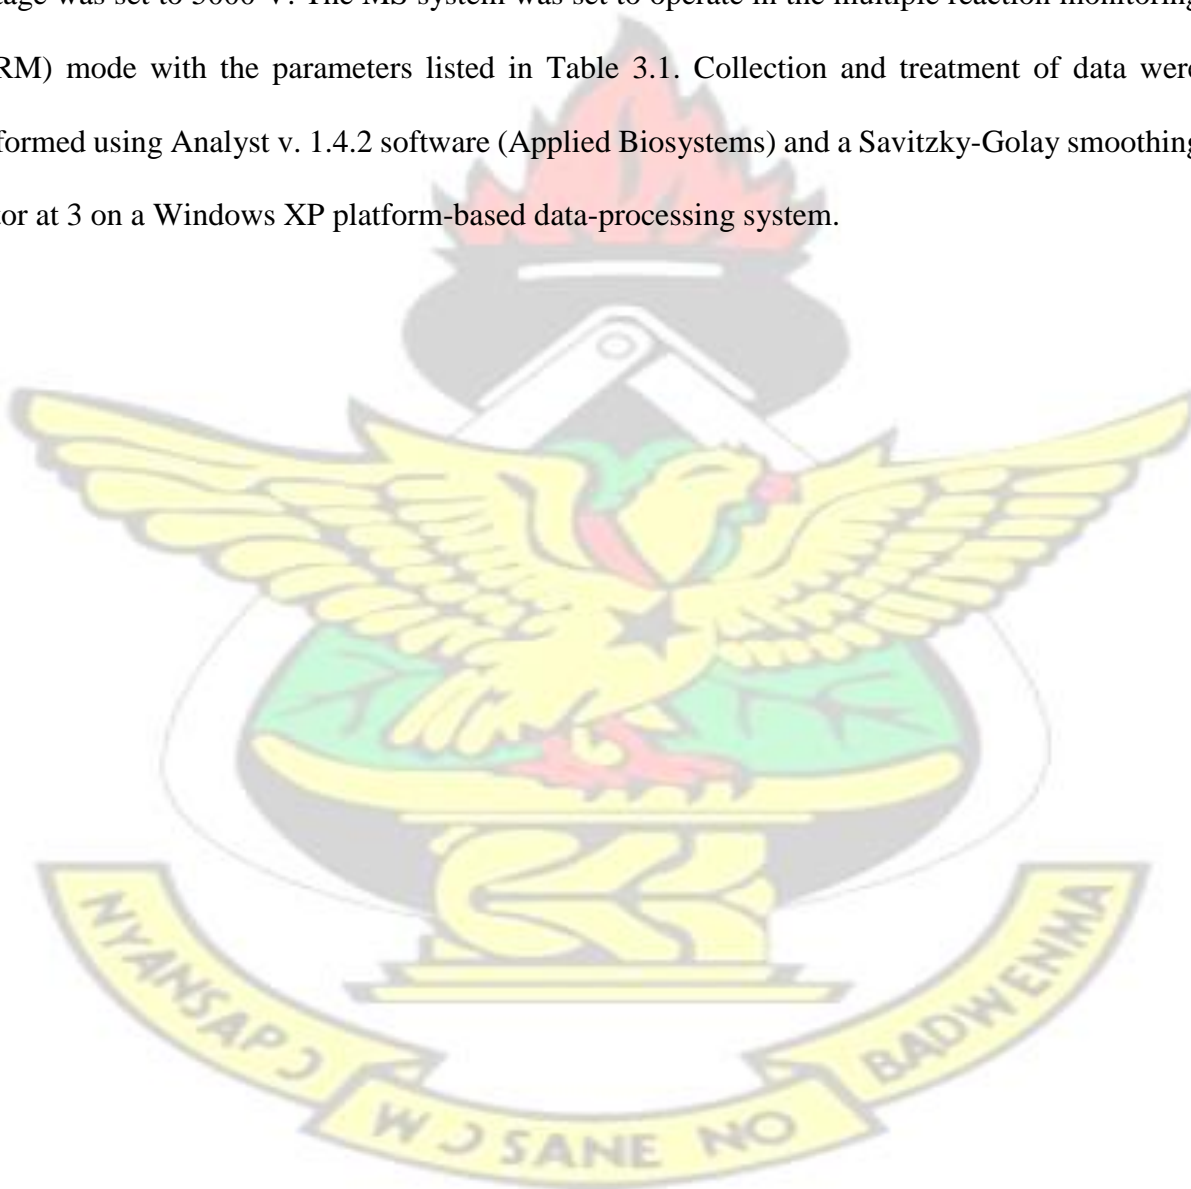 age was set to 5000 V. The MS system was set to operate in the multiple reaction monitoring
RM) mode with the parameters listed in Table 3.1. Collection and treatment of data were
formed using Analyst v. 1.4.2 software (Applied Biosystems) and a Savitzky-Golay smoothing
tor at 3 on a Windows XP platform-based data-processing system.
NYANSAPƆ
WƆSANE NO
BADWENMA